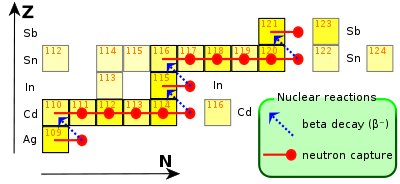 Z
Sb 121 123 Sb
Sn 112 114 115 116 117 118 119 120 122 Sn 124
In 113 115 In
Cd 110 111 112 113 114 116 Cd
Ag 109
N
Nuclear reactions
beta decay (β⁻)
neutron capture